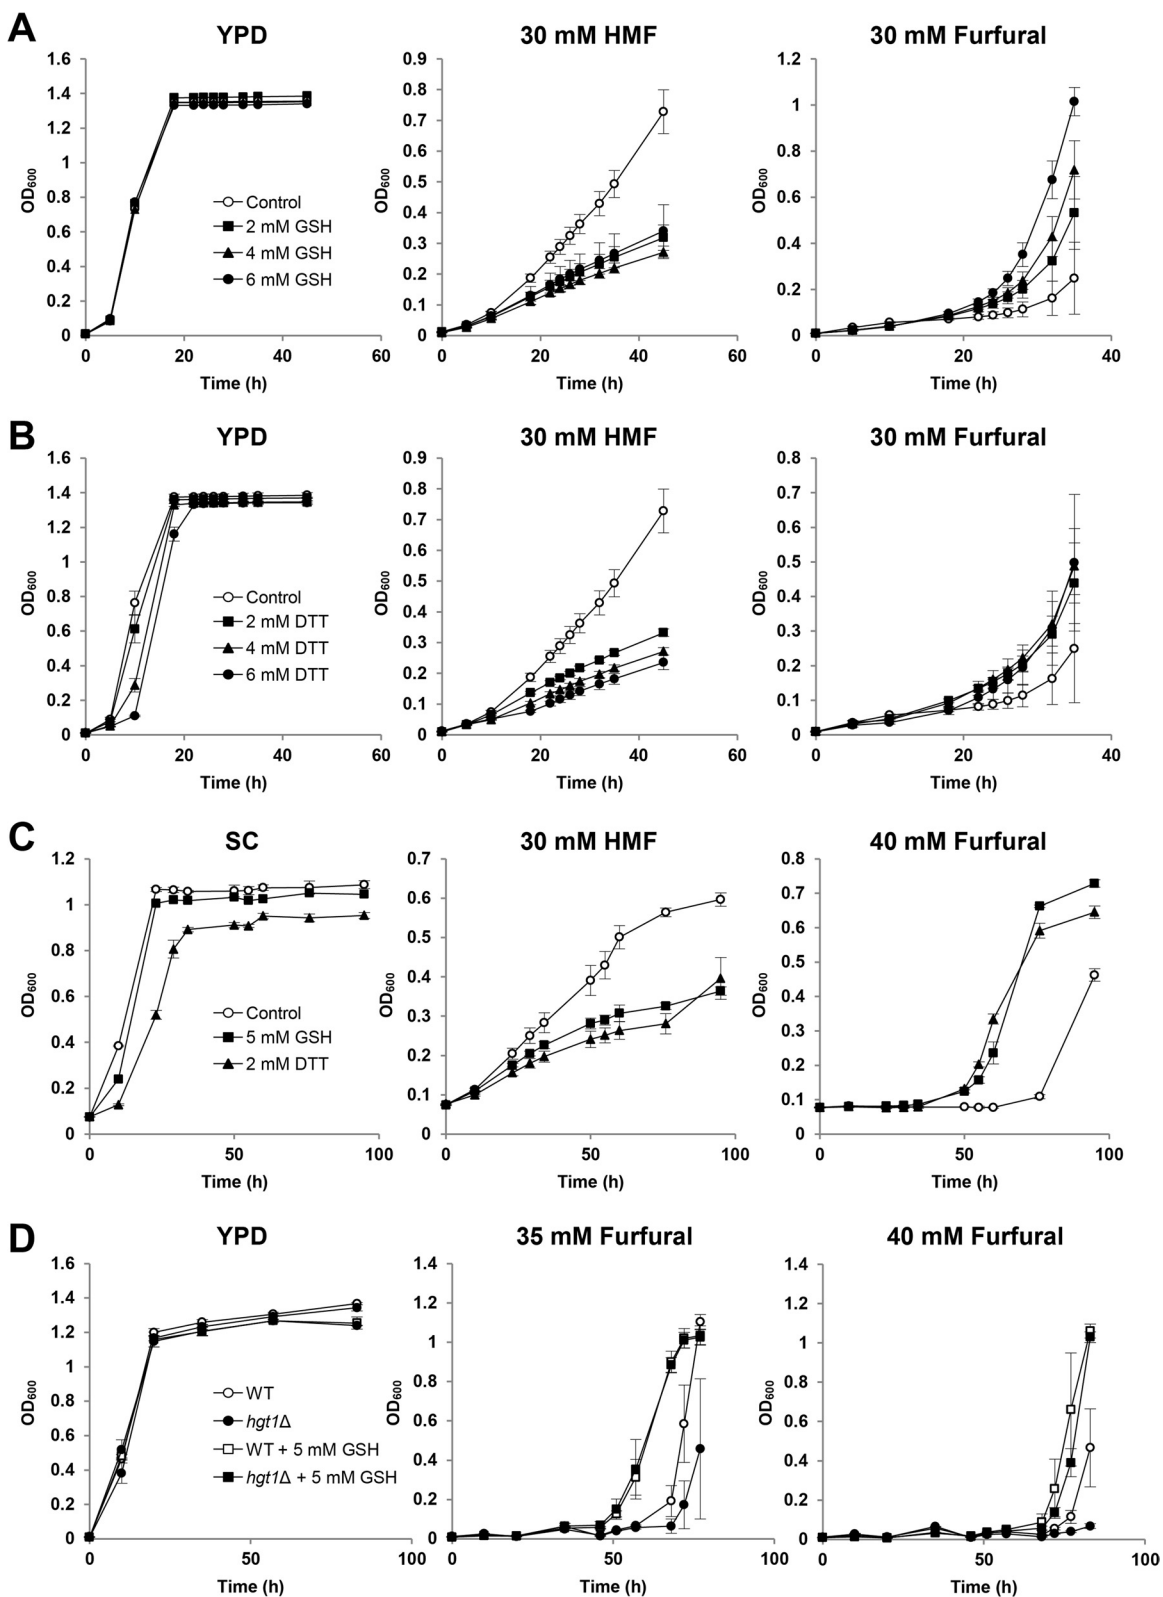 A
YPD
30 mM HMF
30 mM Furfural
OD600
1.6
1.4
1.2
1
0.8
0.6
0.4
0.2
0
0 20 40 60
Time (h)
Control
2 mM GSH
4 mM GSH
6 mM GSH
OD600
0.9
0.8
0.7
0.6
0.5
0.4
0.3
0.2
0.1
0
0 20 40 60
Time (h)
OD600
1.2
1
0.8
0.6
0.4
0.2
0
0 20 40
Time (h)
B
YPD
30 mM HMF
30 mM Furfural
OD600
1.6
1.4
1.2
1
0.8
0.6
0.4
0.2
0
0 20 40 60
Time (h)
Control
2 mM DTT
4 mM DTT
6 mM DTT
OD600
0.9
0.8
0.7
0.6
0.5
0.4
0.3
0.2
0.1
0
0 20 40 60
Time (h)
OD600
0.8
0.7
0.6
0.5
0.4
0.3
0.2
0.1
0
0 20 40
Time (h)
C
SC
30 mM HMF
40 mM Furfural
OD600
1.2
1
0.8
0.6
0.4
0.2
0
0 50 100
Time (h)
Control
5 mM GSH
2 mM DTT
OD600
0.7
0.6
0.5
0.4
0.3
0.2
0.1
0
0 50 100
Time (h)
OD600
0.8
0.7
0.6
0.5
0.4
0.3
0.2
0.1
0
0 50 100
Time (h)
D
YPD
35 mM Furfural
40 mM Furfural
OD600
1.6
1.4
1.2
1
0.8
0.6
0.4
0.2
0
0 50 100
Time (h)
WT
hgt1Δ
WT + 5 mM GSH
hgt1Δ + 5 mM GSH
OD600
1.4
1.2
1
0.8
0.6
0.4
0.2
0
0 50 100
Time (h)
OD600
1.4
1.2
1
0.8
0.6
0.4
0.2
0
0 50 100
Time (h)